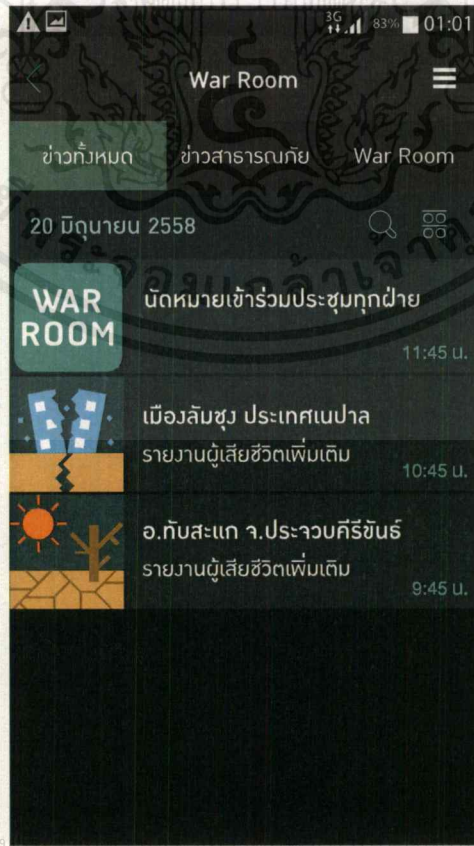 3G 83% 01:01
War Room
ข่าวทั้งหมด ข่าวสาธารณภัย War Room
20 มิถุนายน 2558
WAR ROOM
นัดหมายเข้าร่วมประชุมทุกฝ่าย
11:45 น.
เมืองลัมชุง ประเทศเนปาล
รายงานผู้เสียชีวิตเพิ่มเติม
10:45 น.
อ.ทับสะแก จ.ประจวบคีรีขันธ์
รายงานผู้เสียชีวิตเพิ่มเติม
9:45 น.